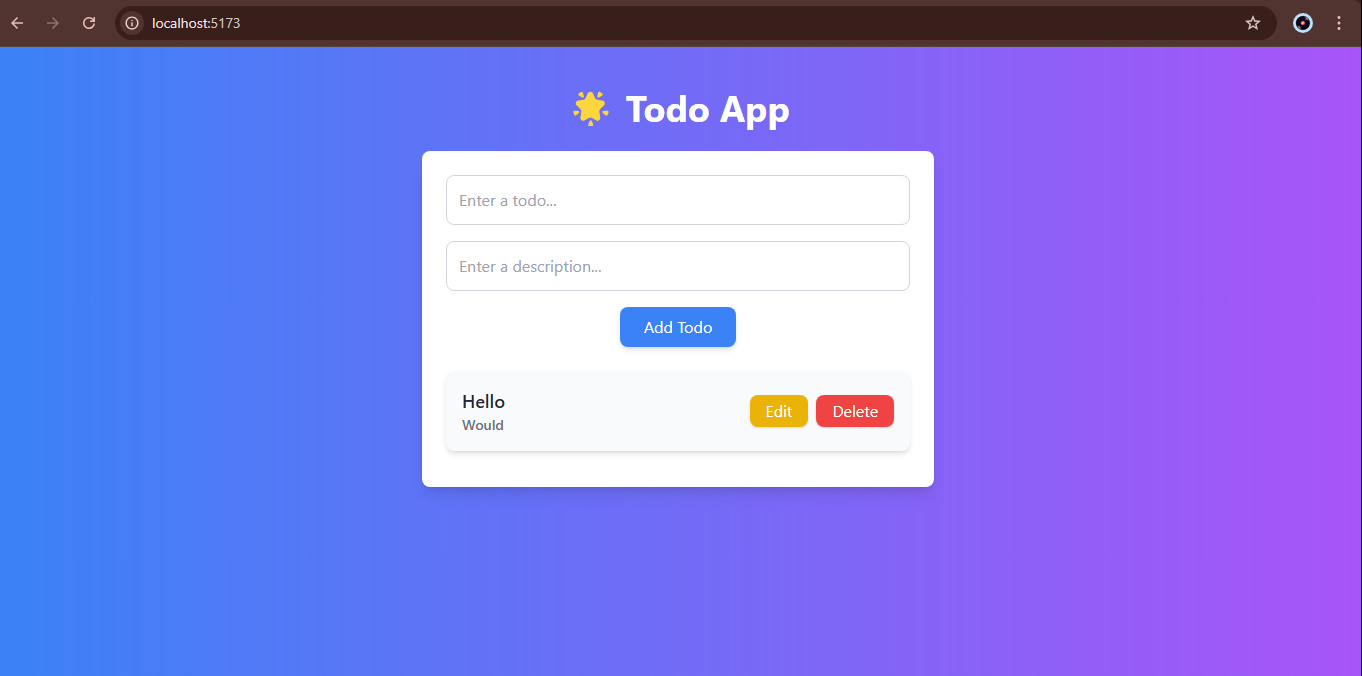 localhost:5173
🌟 Todo App
Enter a todo...
Enter a description...
Add Todo
Hello
Would
Edit
Delete